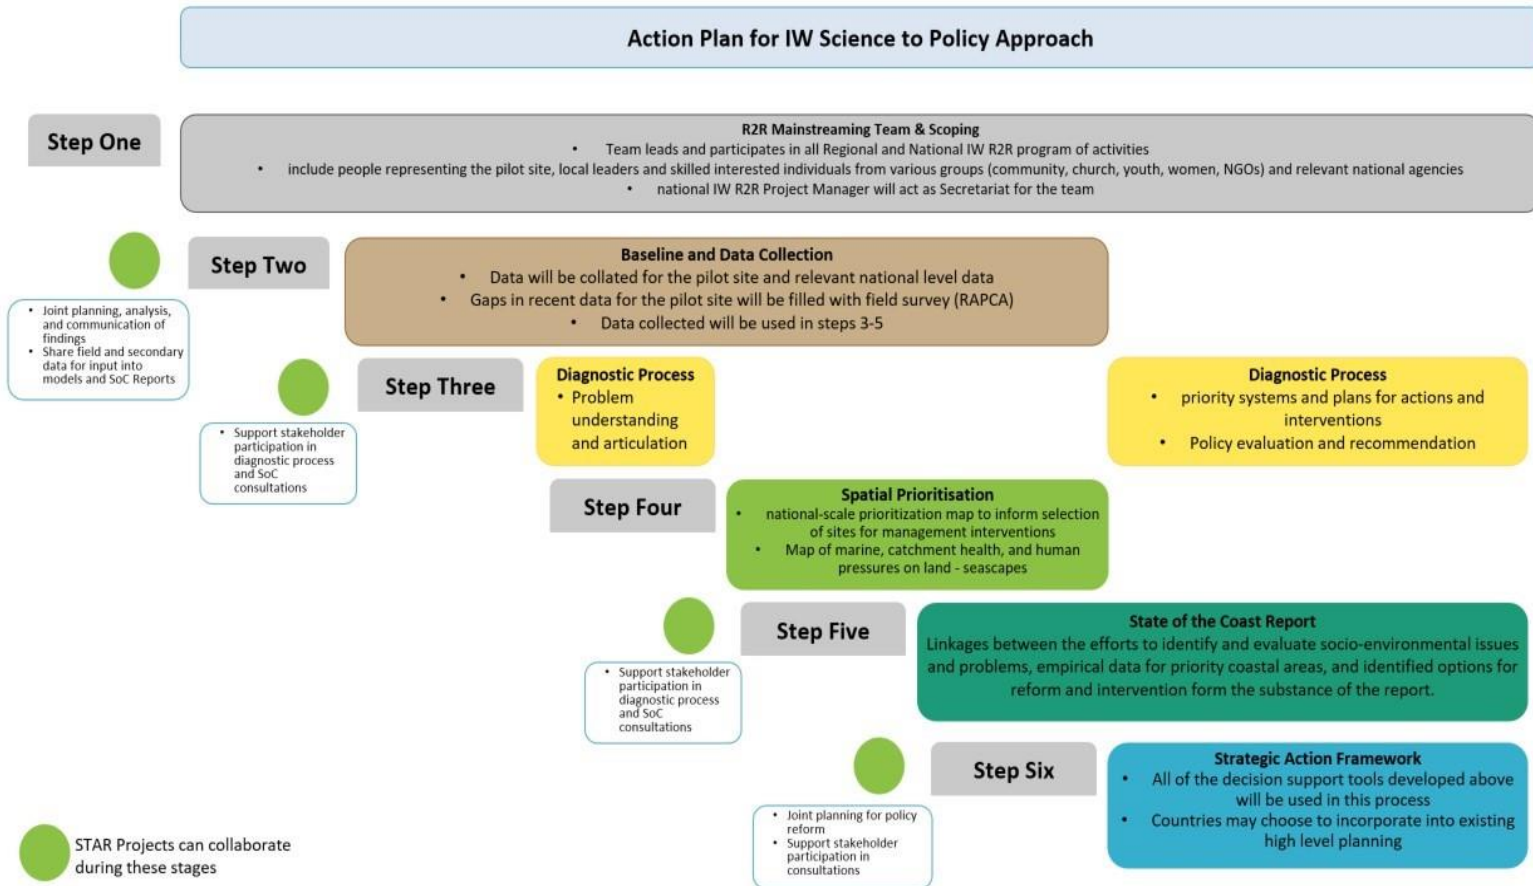 Action Plan for IW Science to Policy Approach
Step One
R2R Mainstreaming Team & Scoping
• Team leads and participates in all Regional and National IW R2R program of activities
• include people representing the pilot site, local leaders and skilled interested individuals from various groups (community, church, youth, women, NGOs) and relevant national agencies
• national IW R2R Project Manager will act as Secretariat for the team
Step Two
Baseline and Data Collection
• Data will be collated for the pilot site and relevant national level data
• Gaps in recent data for the pilot site will be filled with field survey (RAPCA)
• Data collected will be used in steps 3-5
• Joint planning, analysis,
and communication of
findings
• Share field and secondary
data for input into
models and SoC Reports
Step Three
Diagnostic Process
• Problem
understanding
and articulation
Diagnostic Process
• priority systems and plans for actions and
interventions
• Policy evaluation and recommendation
• Support stakeholder
participation in
diagnostic process
and SoC
consultations
Step Four
Spatial Prioritisation
• national-scale prioritization map to inform selection
of sites for management interventions
• Map of marine, catchment health, and human
pressures on land - seascapes
Step Five
State of the Coast Report
Linkages between the efforts to identify and evaluate socio-environmental issues
and problems, empirical data for priority coastal areas, and identified options for
reform and intervention form the substance of the report.
• Support stakeholder
participation in
diagnostic process
and SoC
consultations
Step Six
Strategic Action Framework
• All of the decision support tools developed above
will be used in this process
• Countries may choose to incorporate into existing
high level planning
• Joint planning for policy
reform
• Support stakeholder
participation in
consultations
STAR Projects can collaborate
during these stages